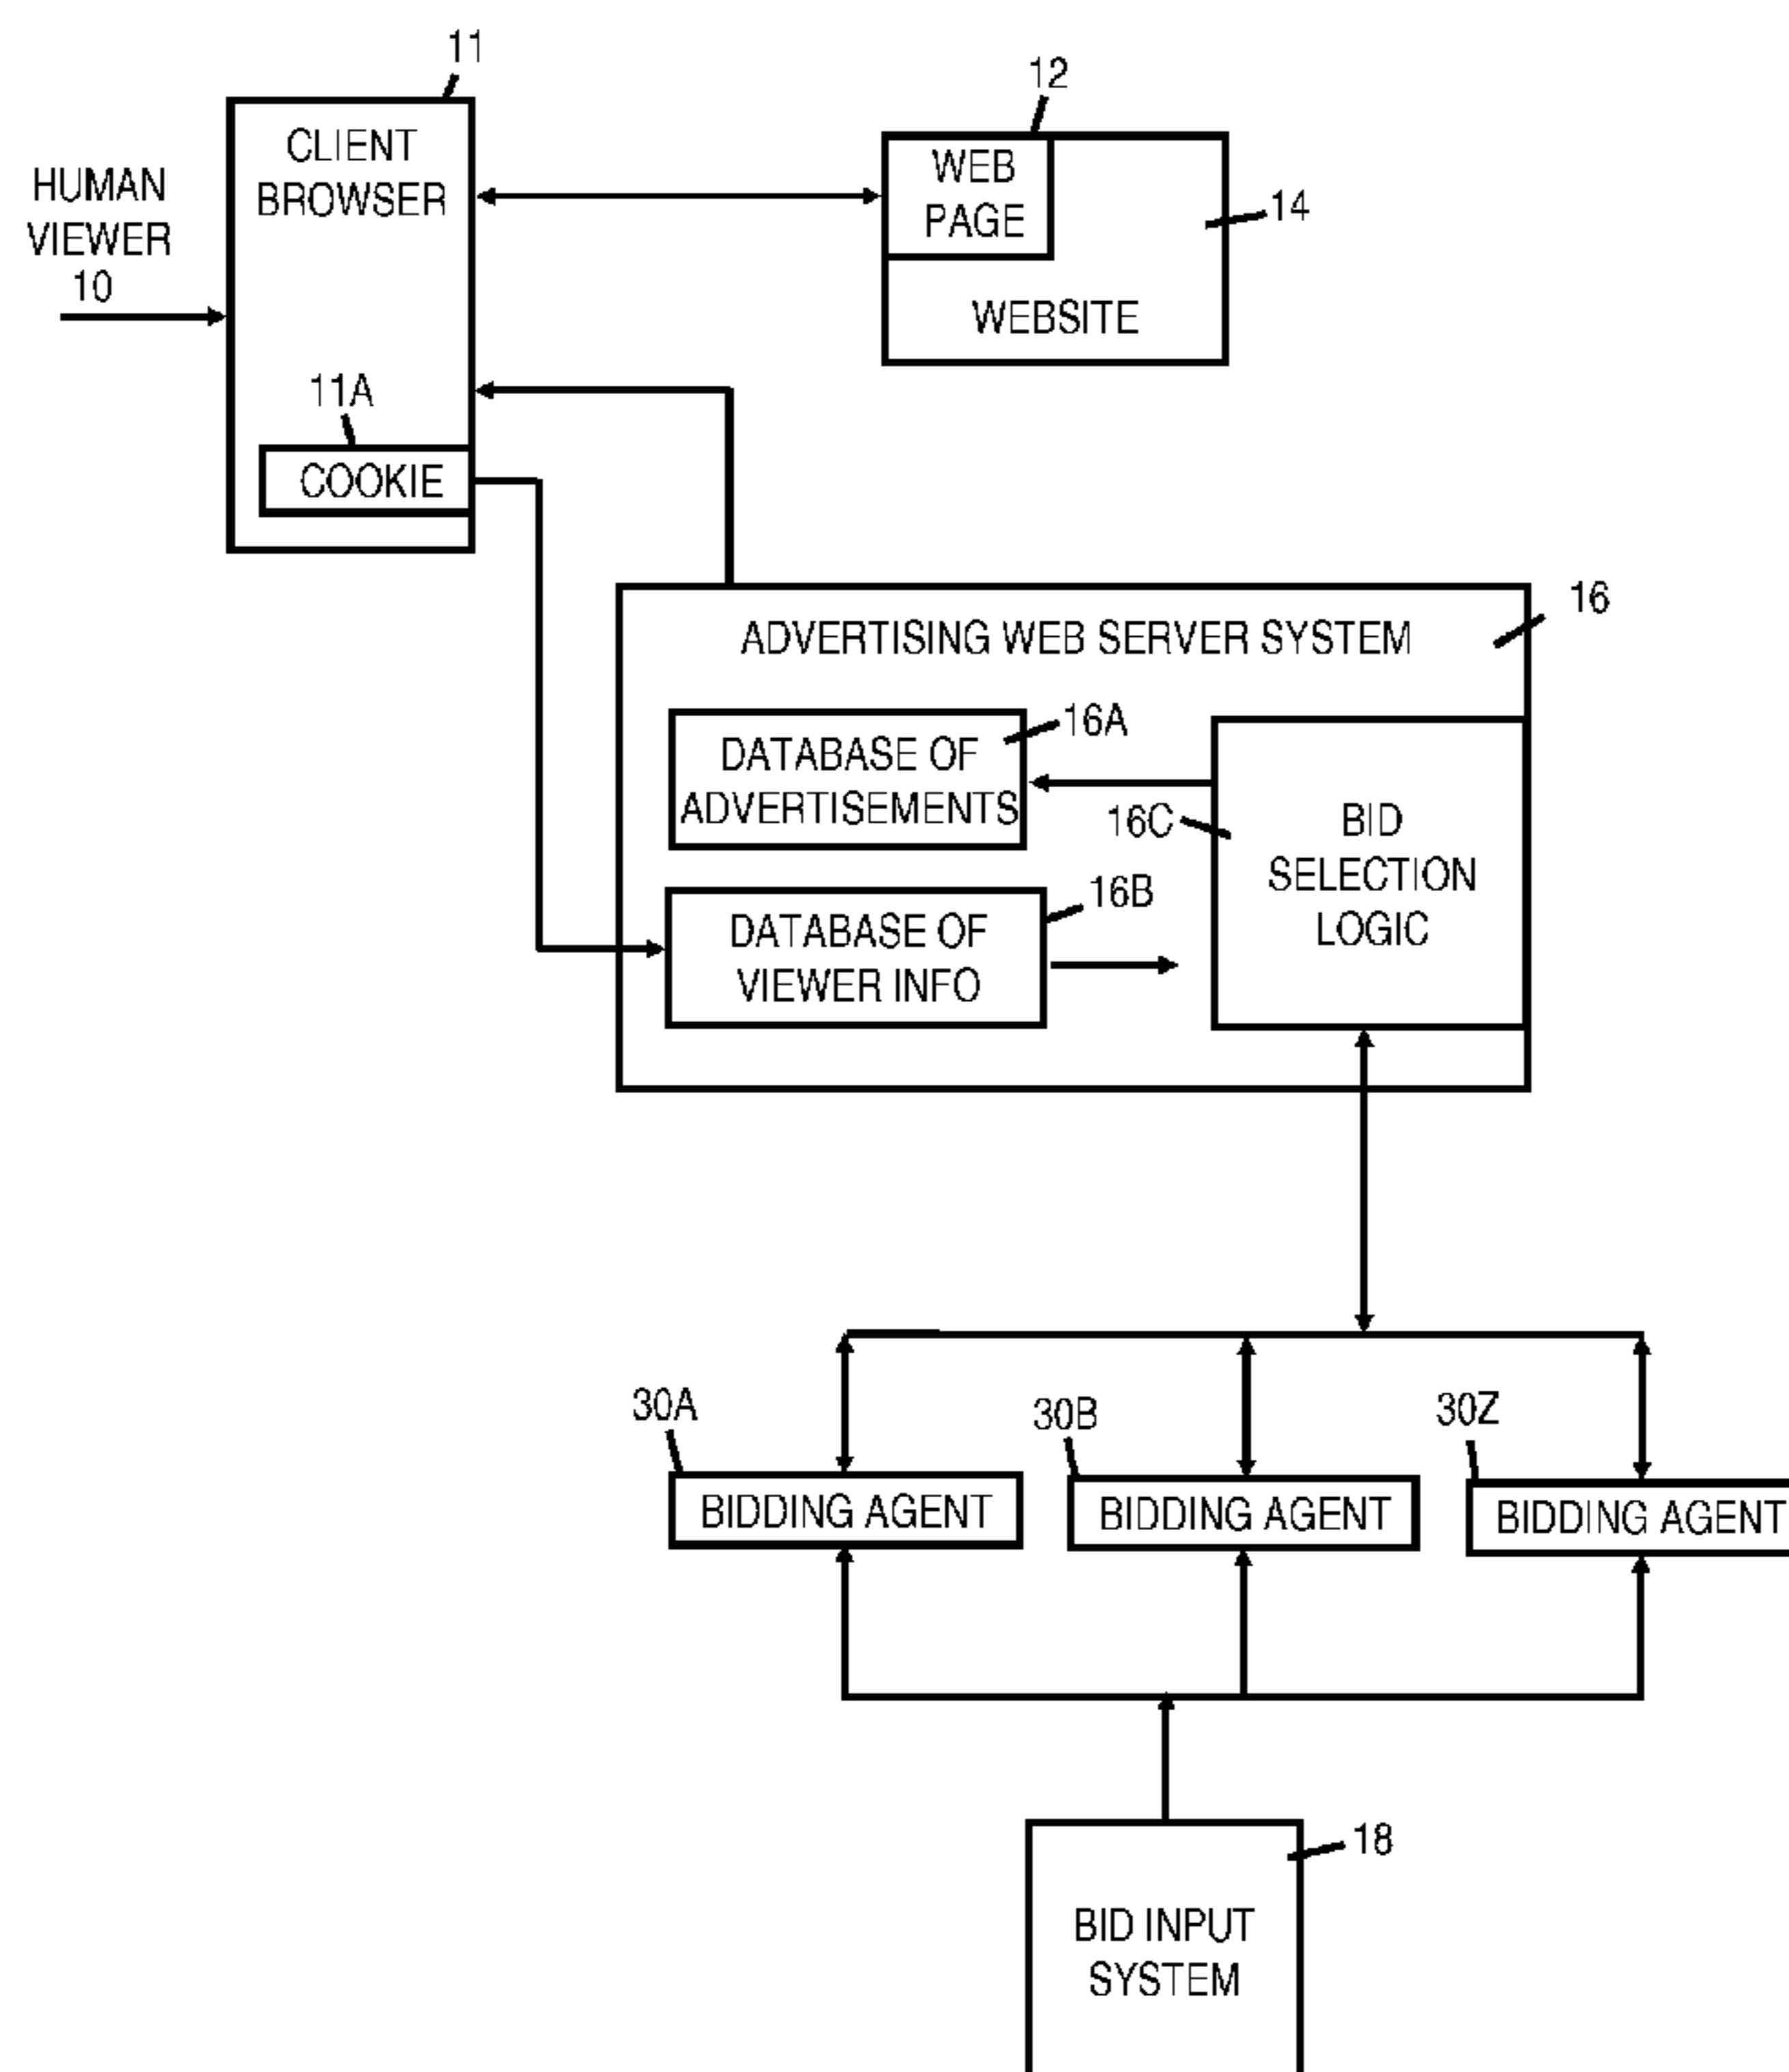 11
CLIENT
BROWSER
HUMAN
VIEWER
10
11A
COOKIE
12
WEB
PAGE
14
WEBSITE
16
ADVERTISING WEB SERVER SYSTEM
16A
DATABASE OF
ADVERTISEMENTS
16B
DATABASE OF
VIEWER INFO
16C
BID
SELECTION
LOGIC
30A
BIDDING AGENT
30B
BIDDING AGENT
30Z
BIDDING AGENT
18
BID INPUT
SYSTEM